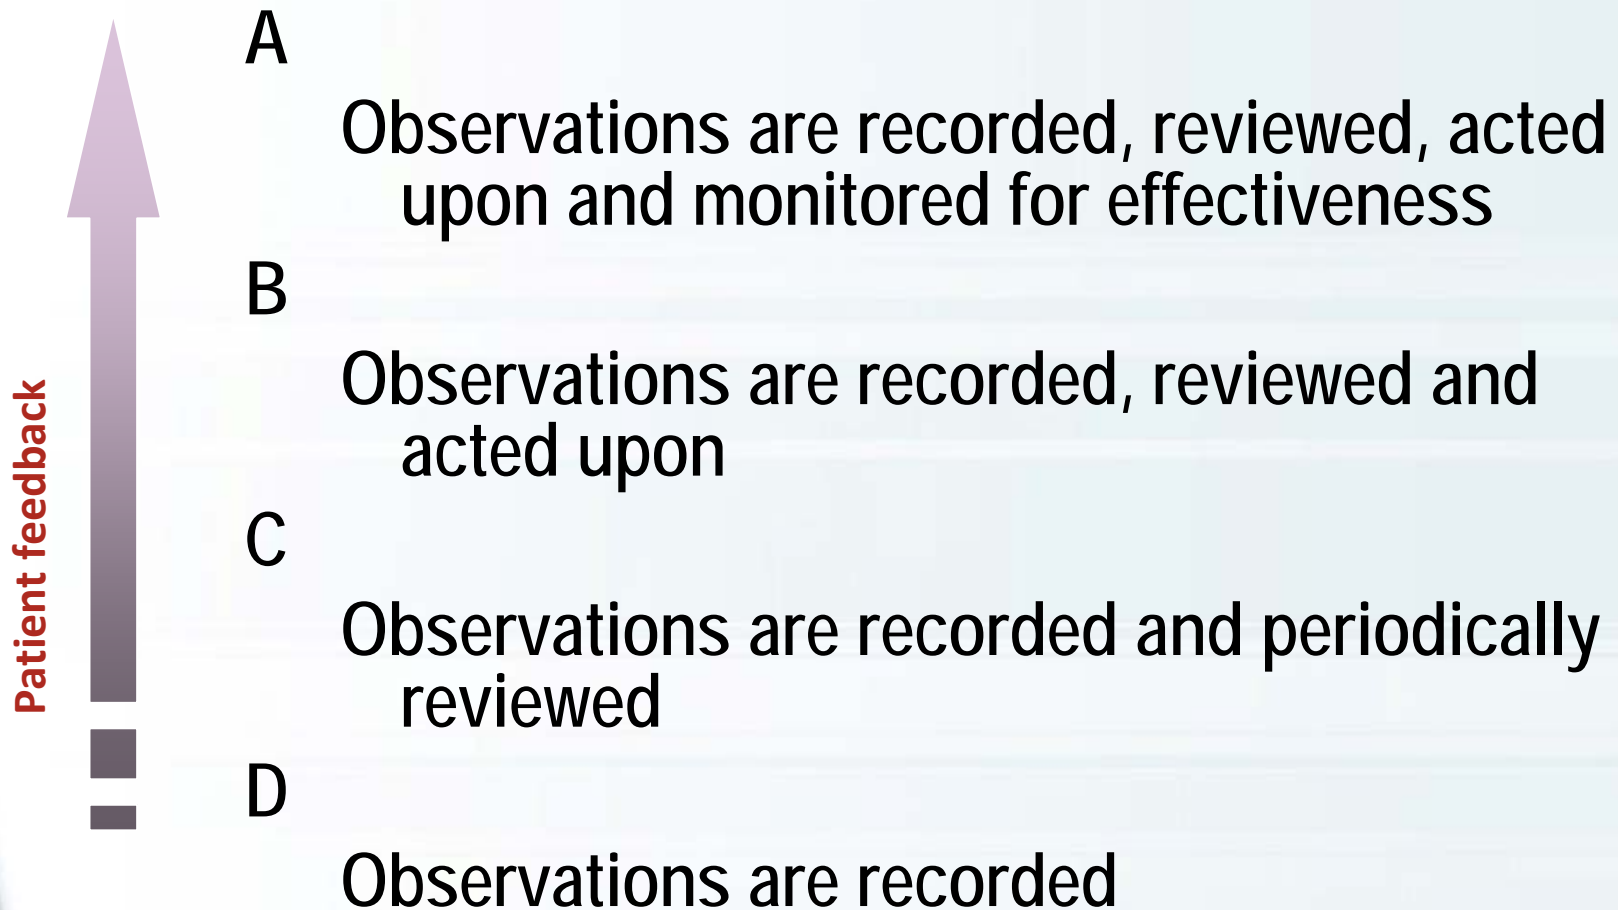 Patient feedback
A
Observations are recorded, reviewed, acted
upon and monitored for effectiveness
B
Observations are recorded, reviewed and
acted upon
C
Observations are recorded and periodically
reviewed
D
Observations are recorded